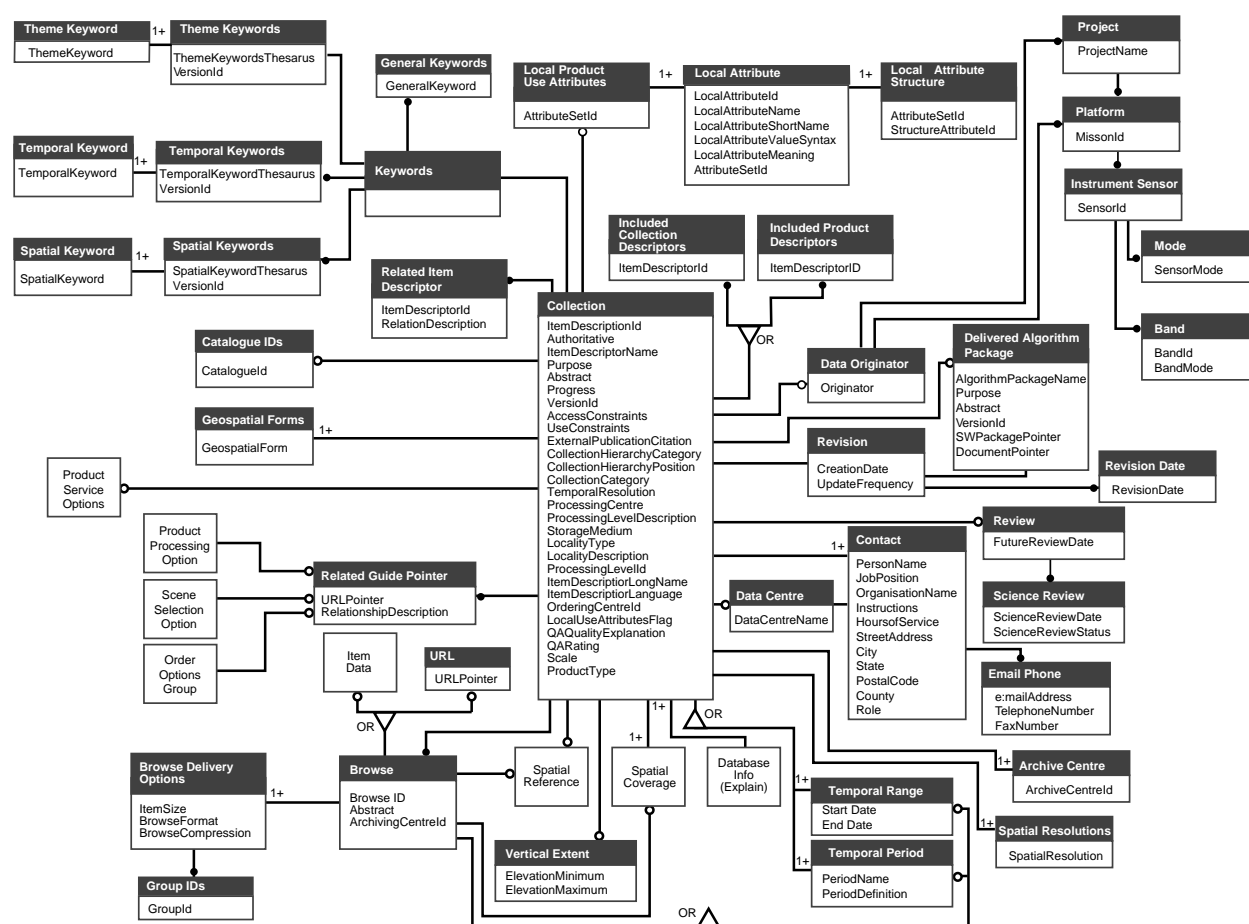 Theme Keyword
ThemeKeyword
1+
Theme Keywords
ThemeKeywordsThesarus
VersionId
General Keywords
GeneralKeyword
Local Product
Use Attributes
AttributeSetId
1+
Local Attribute
LocalAttributeId
LocalAttributeName
LocalAttributeShortName
LocalAttributeValueSyntax
LocalAttributeMeaning
AttributeSetId
1+
Local Attribute
Structure
AttributeSetId
StructureAttributeId
Project
ProjectName
Platform
MissonId
Instrument Sensor
SensorId
Mode
SensorMode
Band
BandId
BandMode
Temporal Keyword
TemporalKeyword
1+
Temporal Keywords
TemporalKeywordThesaurus
VersionId
Keywords
Spatial Keyword
SpatialKeyword
1+
Spatial Keywords
SpatialKeywordThesarus
VersionId
Related Item
Descriptor
ItemDescriptorId
RelationDescription
Included
Collection
Descriptors
ItemDescriptorId
Included Product
Descriptors
ItemDescriptorID
OR
Catalogue IDs
CatalogueId
Geospatial Forms
GeospatialForm
1+
Product
Service
Options
Collection
ItemDescriptionId
Authoritative
ItemDescriptorName
Purpose
Abstract
Progress
VersionId
AccessConstraints
UseConstraints
ExternalPublicationCitation
CollectionHierarchyCategory
CollectionHierarchyPosition
CollectionCategory
TemporalResolution
ProcessingCentre
ProcessingLevelDescription
StorageMedium
LocalityType
LocalityDescription
ProcessingLevelId
ItemDescriptiorLongName
ItemDescriptiorLanguage
OrderingCentreId
LocalUseAttributesFlag
QAQualityExplanation
QARating
Scale
ProductType
Data Originator
Originator
Delivered Algorithm
Package
AlgorithmPackageName
Purpose
Abstract
VersionId
SWPackagePointer
DocumentPointer
Revision
CreationDate
UpdateFrequency
Revision Date
RevisionDate
Review
FutureReviewDate
Science Review
ScienceReviewDate
ScienceReviewStatus
1+
Contact
PersonName
JobPosition
OrganisationName
Instructions
HoursofService
StreetAddress
City
State
PostalCode
County
Role
Data Centre
DataCentreName
Email Phone
e:mailAddress
TelephoneNumber
FaxNumber
Product
Processing
Option
Scene
Selection
Option
Order
Options
Group
Related Guide Pointer
URLPointer
RelationshipDescription
Item
Data
URL
URLPointer
OR
Browse Delivery
Options
ItemSize
BrowseFormat
BrowseCompression
1+
Browse
Browse ID
Abstract
ArchivingCentreId
Group IDs
GroupId
Spatial
Reference
1+
1+
Spatial
Coverage
Database
Info
(Explain)
OR
Vertical Extent
ElevationMinimum
ElevationMaximum
1+
Temporal Range
Start Date
End Date
1+
Temporal Period
PeriodName
PeriodDefinition
1+
Archive Centre
ArchiveCentreId
1+
Spatial Resolutions
SpatialResolution
OR